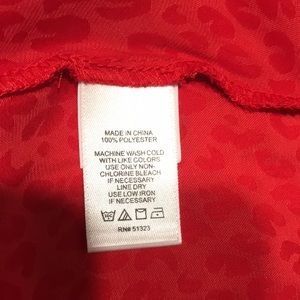 MADE IN CHINA
100% POLYESTER
MACHINE WASH COLD
WITH LIKE COLORS
USE ONLY NON-
CHLORINE BLEACH
IF NECESSARY
LINE DRY
USE LOW IRON
IF NECESSARY
RN# 51323